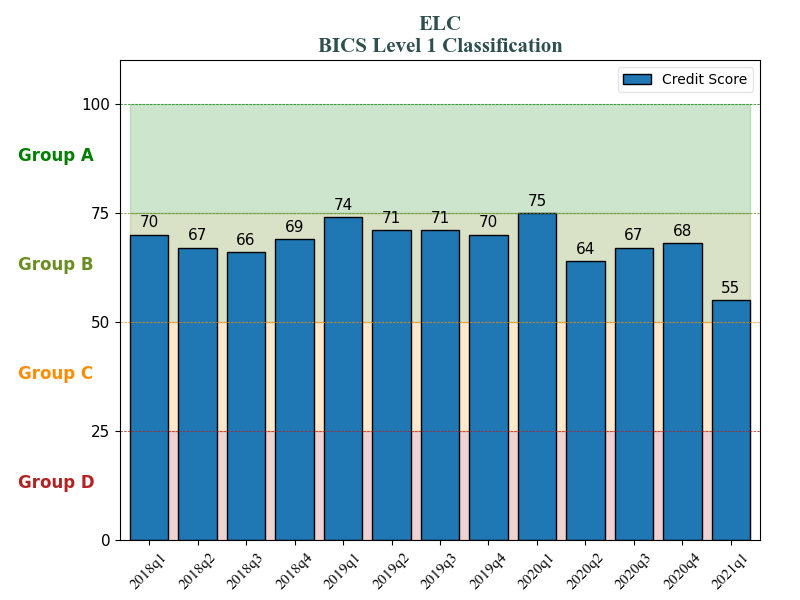 ELC
BICS Level 1 Classification
Credit Score
100
Group A
75
70 67 66 69 74 71 71 70 75 64 67 68 55
Group B
50
Group C
25
Group D
0
2018q1 2018q2 2018q3 2018q4 2019q1 2019q2 2019q3 2019q4 2020q1 2020q2 2020q3 2020q4 2021q1